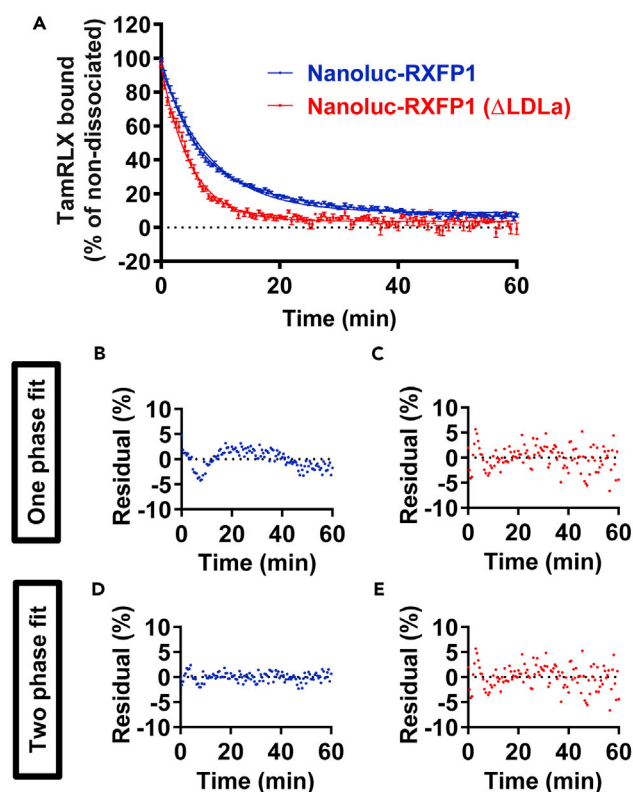 A
120
100
80
60
40
20
0
-20
TamRLX bound
(% of non-dissociated)
Nanoluc-RXFP1
Nanoluc-RXFP1 (ΔLDLa)
0 20 40 60
Time (min)
One phase fit
B
10
5
0
-5
-10
Residual (%)
0 20 40 60
Time (min)
C
10
5
0
-5
-10
Residual (%)
0 20 40 60
Time (min)
Two phase fit
D
10
5
0
-5
-10
Residual (%)
0 20 40 60
Time (min)
E
10
5
0
-5
-10
Residual (%)
0 20 40 60
Time (min)